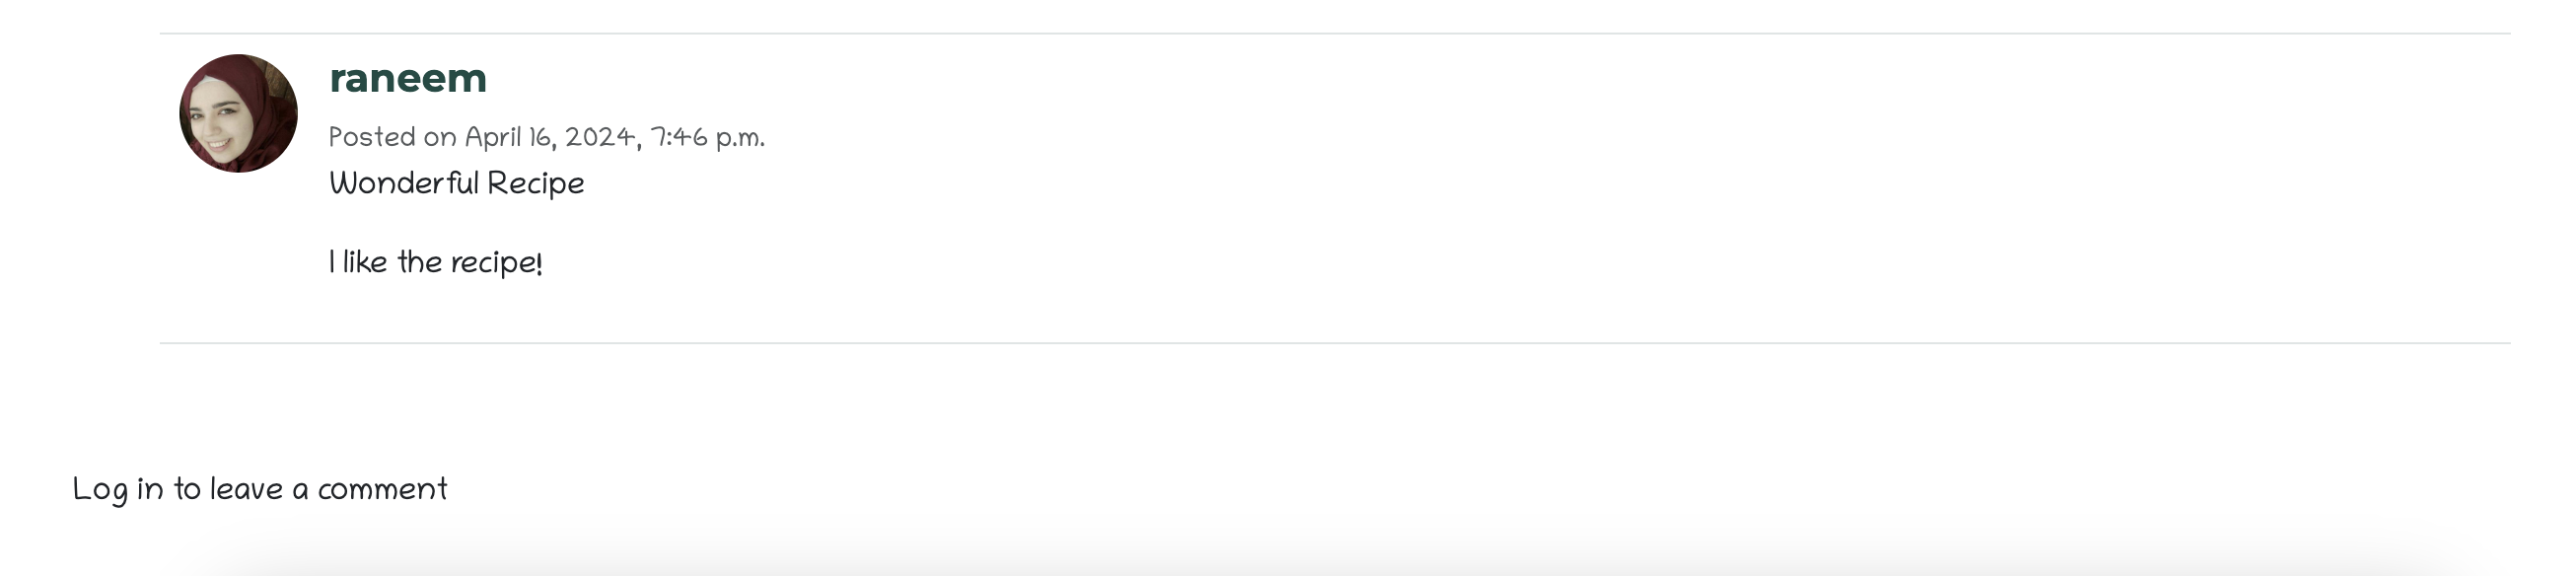 raneem
Posted on April 16, 2024, 7:46 p.m.
Wonderful Recipe
I like the recipe!
Log in to leave a comment